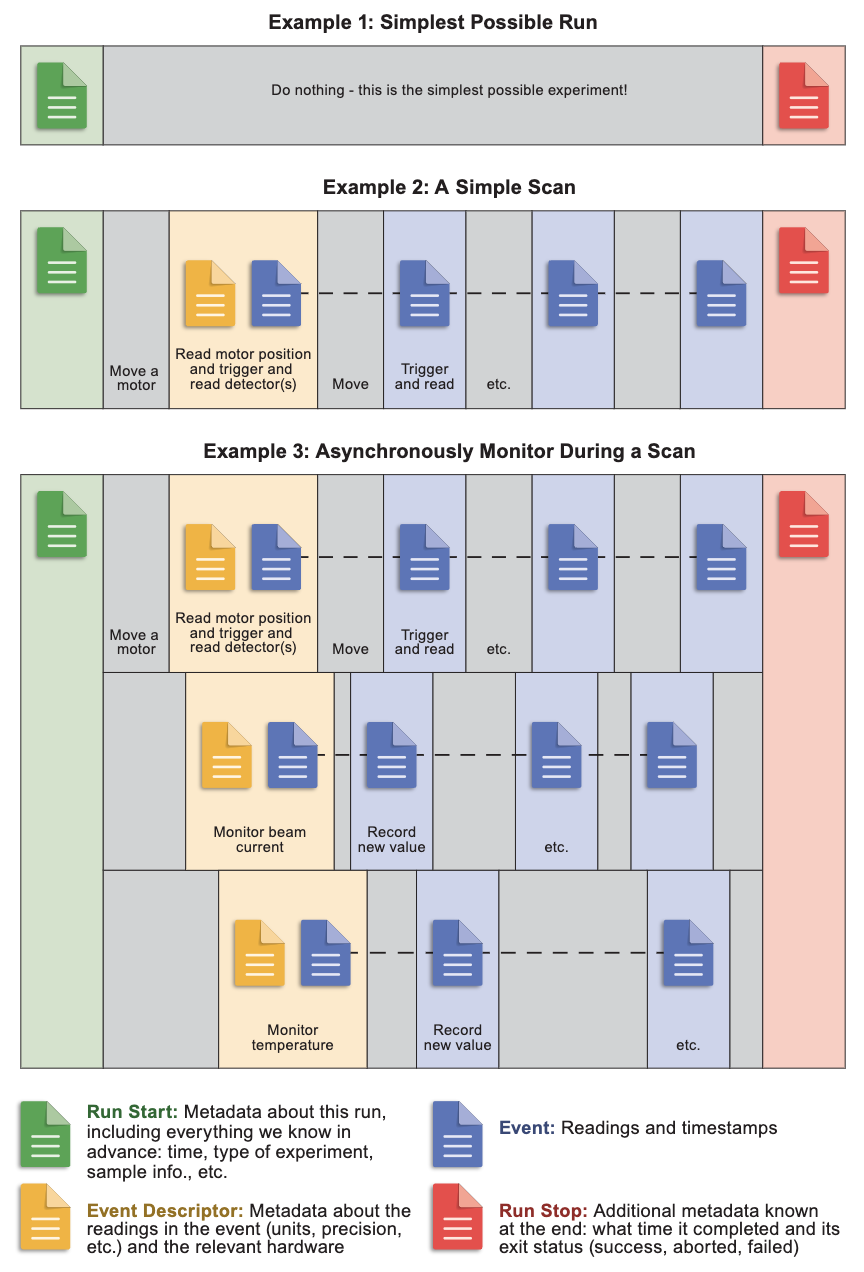 Example 1: Simplest Possible Run
Do nothing - this is the simplest possible experiment!
Example 2: A Simple Scan
Move a
motor
Read motor position
and trigger and
read detector(s)
Move
Trigger
and read
etc.
Example 3: Asynchronously Monitor During a Scan
Move a
motor
Read motor position
and trigger and
read detector(s)
Move
Trigger
and read
etc.
Monitor beam
current
Record
new value
etc.
Monitor
temperature
Record
new value
etc.
Run Start: Metadata about this run,
including everything we know in
advance: time, type of experiment,
sample info., etc.
Event: Readings and timestamps
Event Descriptor: Metadata about the
readings in the event (units, precision,
etc.) and the relevant hardware
Run Stop: Additional metadata known
at the end: what time it completed and its
exit status (success, aborted, failed)